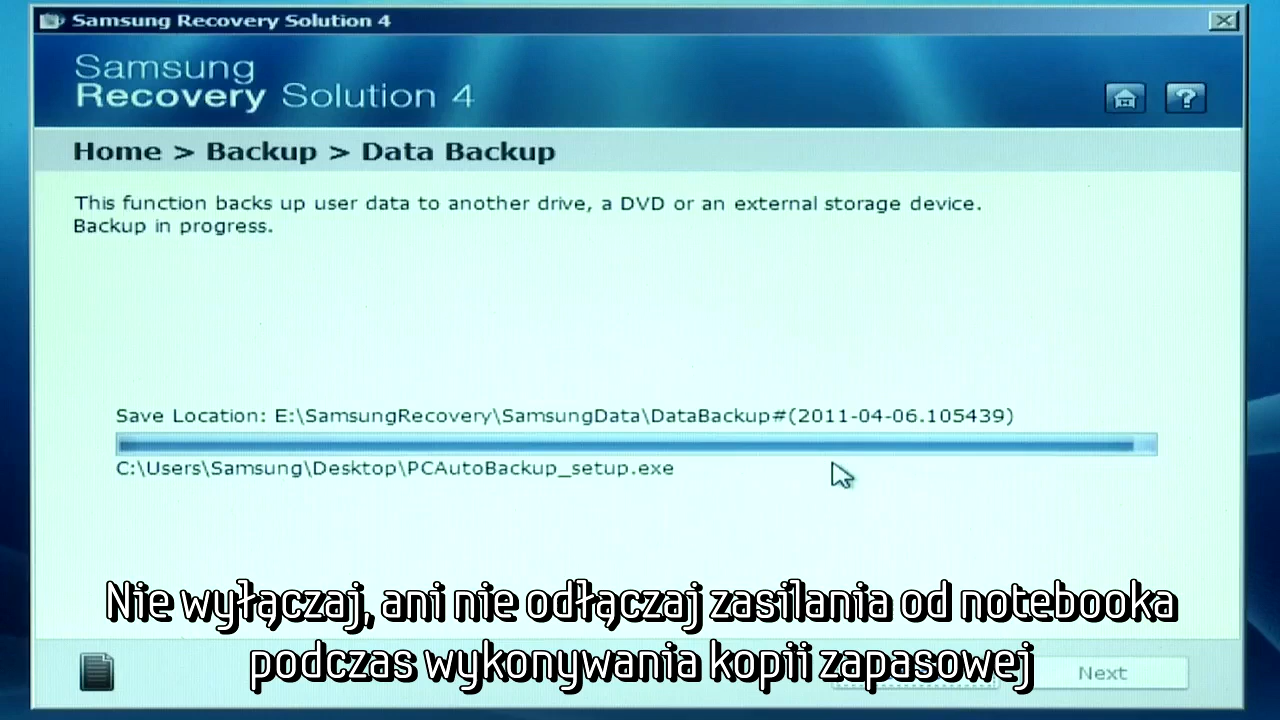 Samsung Recovery Solution 4
Samsung
Recovery Solution 4
Home > Backup > Data Backup
This function backs up user data to another drive, a DVD or an external storage device.
Backup in progress.
Save Location: E:\SamsungRecovery\SamsungData\DataBackup#(2011-04-06.105439)
C:\Users\Samsung\Desktop\PCAutoBackup_setup.exe
Nie wyłączaj, ani nie odłączaj zasilania od notebooka
podczas wykonywania kopii zapasowej
Next